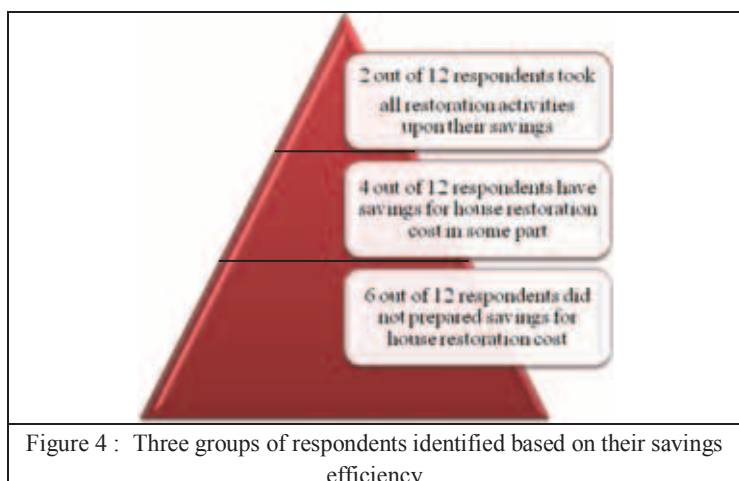 2 out of 12 respondents took
all restoration activities
upon their savings
4 out of 12 respondents have
savings for house restoration
cost in some part
6 out of 12 respondents did
not prepared savings for
house restoration cost
Figure 4 : Three groups of respondents identified based on their savings
efficiency